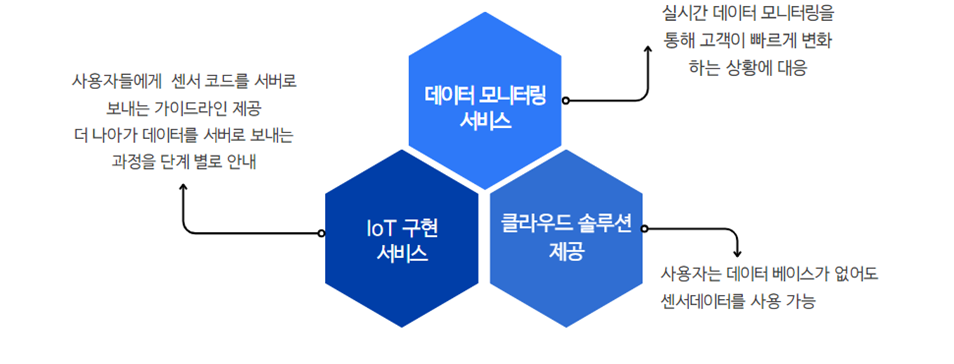 실시간 데이터 모니터링을
통해 고객이 빠르게 변화
하는 상황에 대응
데이터 모니터링
서비스
사용자들에게 센서 코드를 서버로
보내는 가이드라인 제공
더 나아가 데이터를 서버로 보내는
과정을 단계 별로 안내
IoT 구현
서비스
클라우드 솔루션
제공
사용자는 데이터 베이스가 없어도
센서데이터를 사용 가능